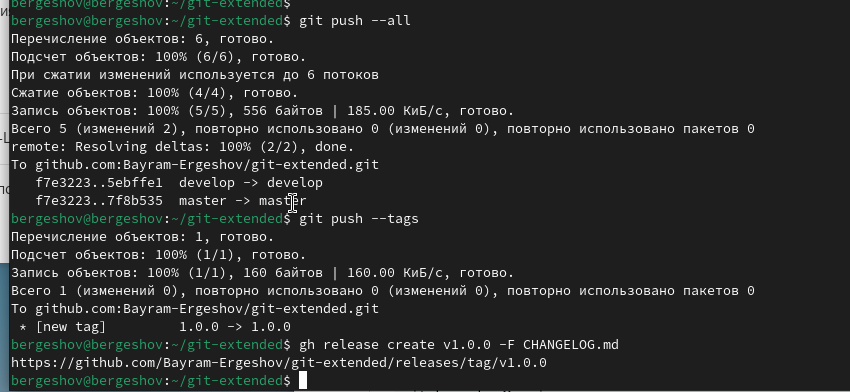 bergeshov@bergeshov:~/git-extended$
bergeshov@bergeshov:~/git-extended$ git push --all
Перечисление объектов: 6, готово.
Подсчет объектов: 100% (6/6), готово.
При сжатии изменений используется до 6 потоков
Сжатие объектов: 100% (4/4), готово.
Запись объектов: 100% (5/5), 556 байтов | 185.00 КиБ/с, готово.
Всего 5 (изменений 2), повторно использовано 0 (изменений 0), повторно использовано пакетов 0
remote: Resolving deltas: 100% (2/2), done.
To github.com:Bayram-Ergeshov/git-extended.git
f7e3223..5ebffe1  develop -> develop
f7e3223..7f8b535  master -> master
bergeshov@bergeshov:~/git-extended$ git push --tags
Перечисление объектов: 1, готово.
Подсчет объектов: 100% (1/1), готово.
Запись объектов: 100% (1/1), 160 байтов | 160.00 КиБ/с, готово.
Всего 1 (изменений 0), повторно использовано 0 (изменений 0), повторно использовано пакетов 0
To github.com:Bayram-Ergeshov/git-extended.git
* [new tag]         1.0.0 -> 1.0.0
bergeshov@bergeshov:~/git-extended$ gh release create v1.0.0 -F CHANGELOG.md
https://github.com/Bayram-Ergeshov/git-extended/releases/tag/v1.0.0
bergeshov@bergeshov:~/git-extended$